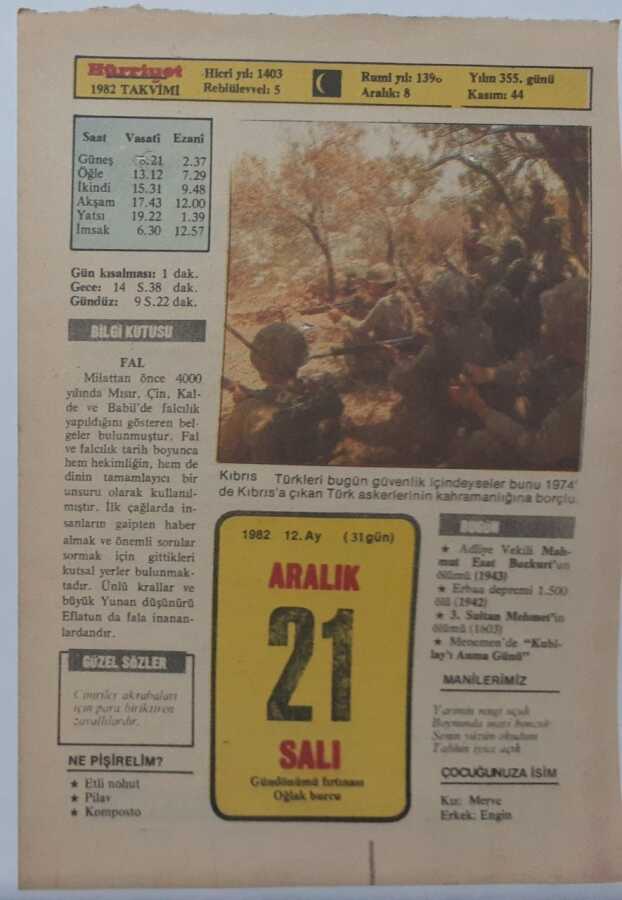 Hürriyet
1982 TAKVİMİ
Hicri yıl: 1403
Rebiülevvel: 5
Rumi yıl: 139
Aralık: 8
Yılın 355. günü
Kasım: 44
Saat Vasati Ezani
Güneş 8.21 2.37
Öğle 13.12 7.29
İkindi 15.31 9.48
Akşam 17.43 12.00
Yatsı 19.22 1.39
İmsak 6.30 12.57
Gün kısalması: 1 dak.
Gece: 14 S.38 dak.
Gündüz: 9 S.22 dak.
BİLGİ KUTUSU
FAL
Milattan önce 4000
yılında Mısır, Çin, Kal-
de ve Babil'de falcılık
yapıldığını gösteren bel-
geler bulunmuştur. Fal
ve falcılık tarih boyunca
hem hekimliğin, hem de
dinin tamamlayıcı bir
unsuru olarak kullanıl-
mıştır. İlk çağlarda in-
sanların gaipten haber
almak ve önemli sorular
sormak için gittikleri
kutsal yerler bulunmak-
tadır. Ünlü krallar ve
büyük Yunan düşünürü
Eflatun da fala inanan-
lardandır.
GÜZEL SÖZLER
Cimriler akrabaları
için para biriktiren
zavallılardır.
NE PİŞİRELİM?
★ Etli nohut
★ Pilav
★ Komposto
Kıbrıs Türkleri bugün güvenlik içindeyseler bunu 1974'
de Kıbrıs'a çıkan Türk askerlerinin kahramanlığına borçlu.
1982 12. Ay (31 gün)
ARALIK
21
SALI
Gündönümü fırtınası
Oğlak burcu
BUGÜN
★ Adliye Vekili Mah-
mut Esat Bozkurt'un
ölümü (1943)
★ Erbaa depremi 1.500
ölü (1942)
★ 3. Sultan Mehmet'in
ölümü (1603)
★ Menemen'de "Kubi-
lay'ı Anma Günü"
MANİLERİMİZ
Yarimin rengi uçuk
Boynunda mavi boncuk
Senin yüzün okudum
Talihin iyice açık
ÇOCUĞUNUZA İSİM
Kız: Merve
Erkek: Engin